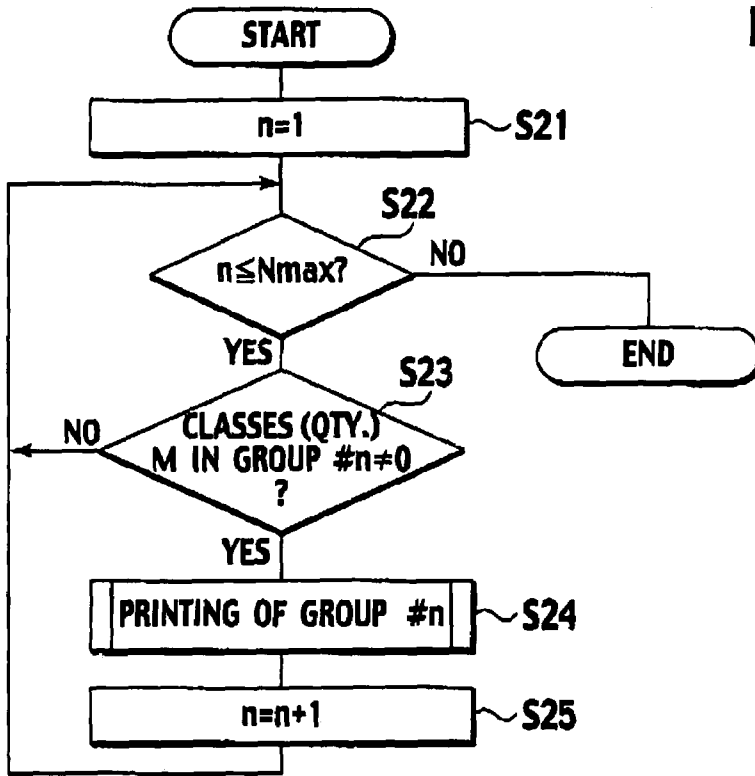 START
n=1
S21
S22
n≦Nmax?
NO
YES
END
S23
CLASSES (QTY.)
M IN GROUP #n≠0
?
NO
YES
PRINTING OF GROUP #n
S24
n=n+1
S25